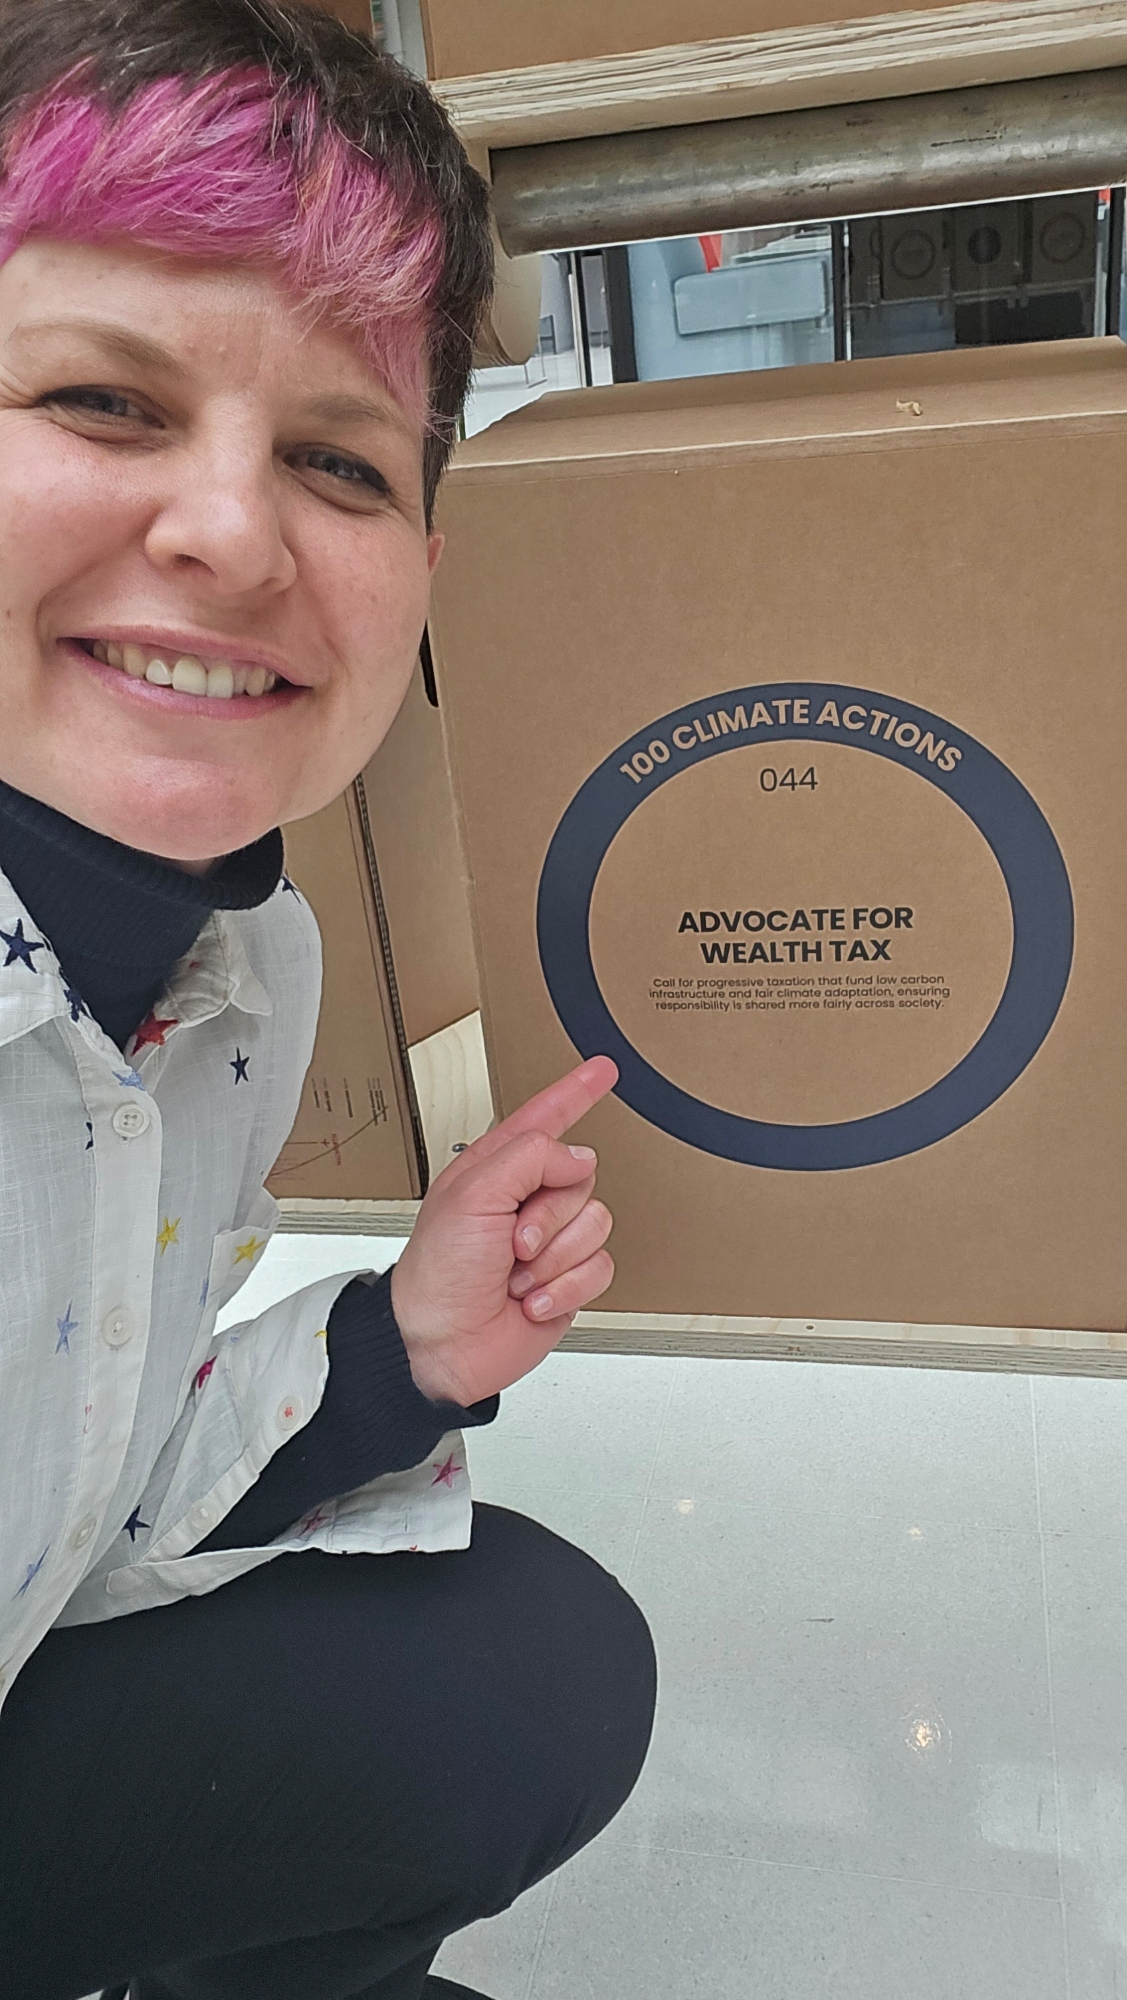 100 CLIMATE ACTIONS
044
ADVOCATE FOR
WEALTH TAX
Call for progressive taxation that fund low carbon
infrastructure and fair climate adaptation, ensuring
responsibility is shared more fairly across society.